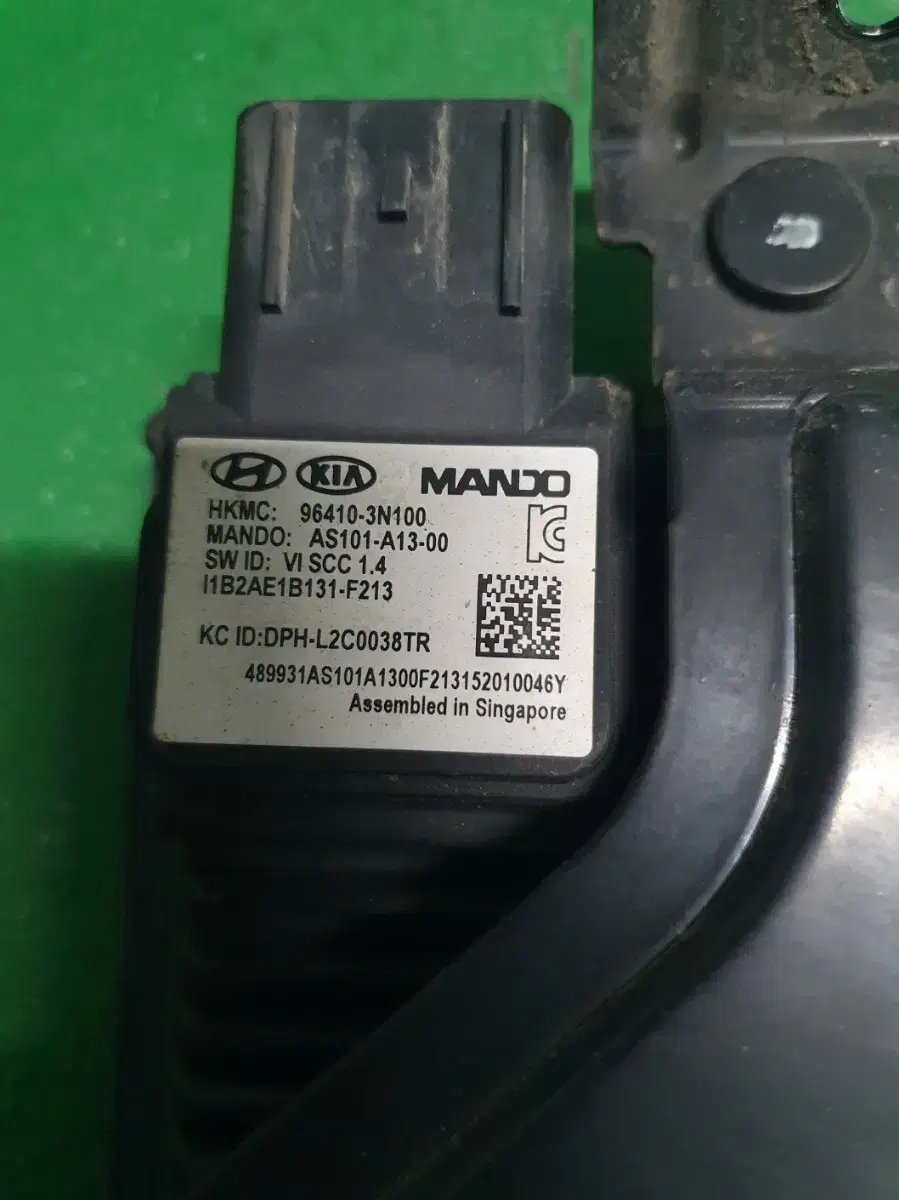 KIA MANDO
HKMC: 96410-3N100
MANDO: AS101-A13-00
SW ID: VI SCC 1.4
I1B2AE1B131-F213
KC ID:DPH-L2C0038TR
489931AS101A1300F213152010046Y
Assembled in Singapore